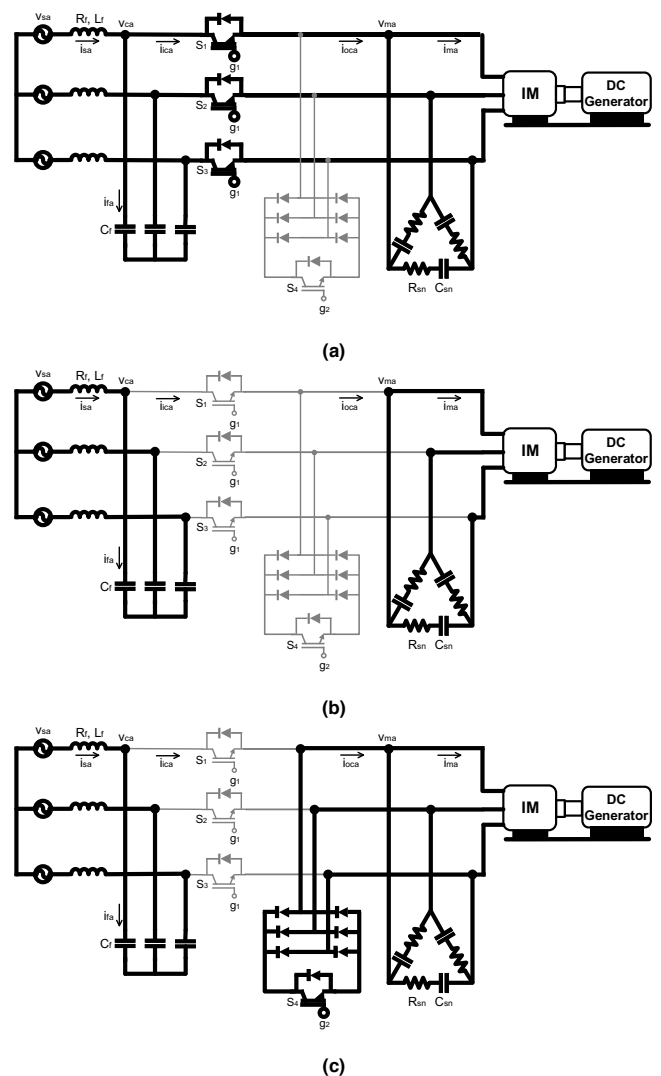 vsa Rf, Lf vca
isa ica S1 g1 ioca vma ima
S2 g1 IM DC
Generator
S3 g1
ifa
Cf
S4 g2 Rsn Csn
(a)
vsa Rf, Lf vca
isa ica S1 g1 ioca vma ima
S2 g1 IM DC
Generator
S3 g1
ifa
Cf
S4 g2 Rsn Csn
(b)
vsa Rf, Lf vca
isa ica S1 g1 ioca vma ima
S2 g1 IM DC
Generator
S3 g1
ifa
Cf
S4 g2 Rsn Csn
(c)